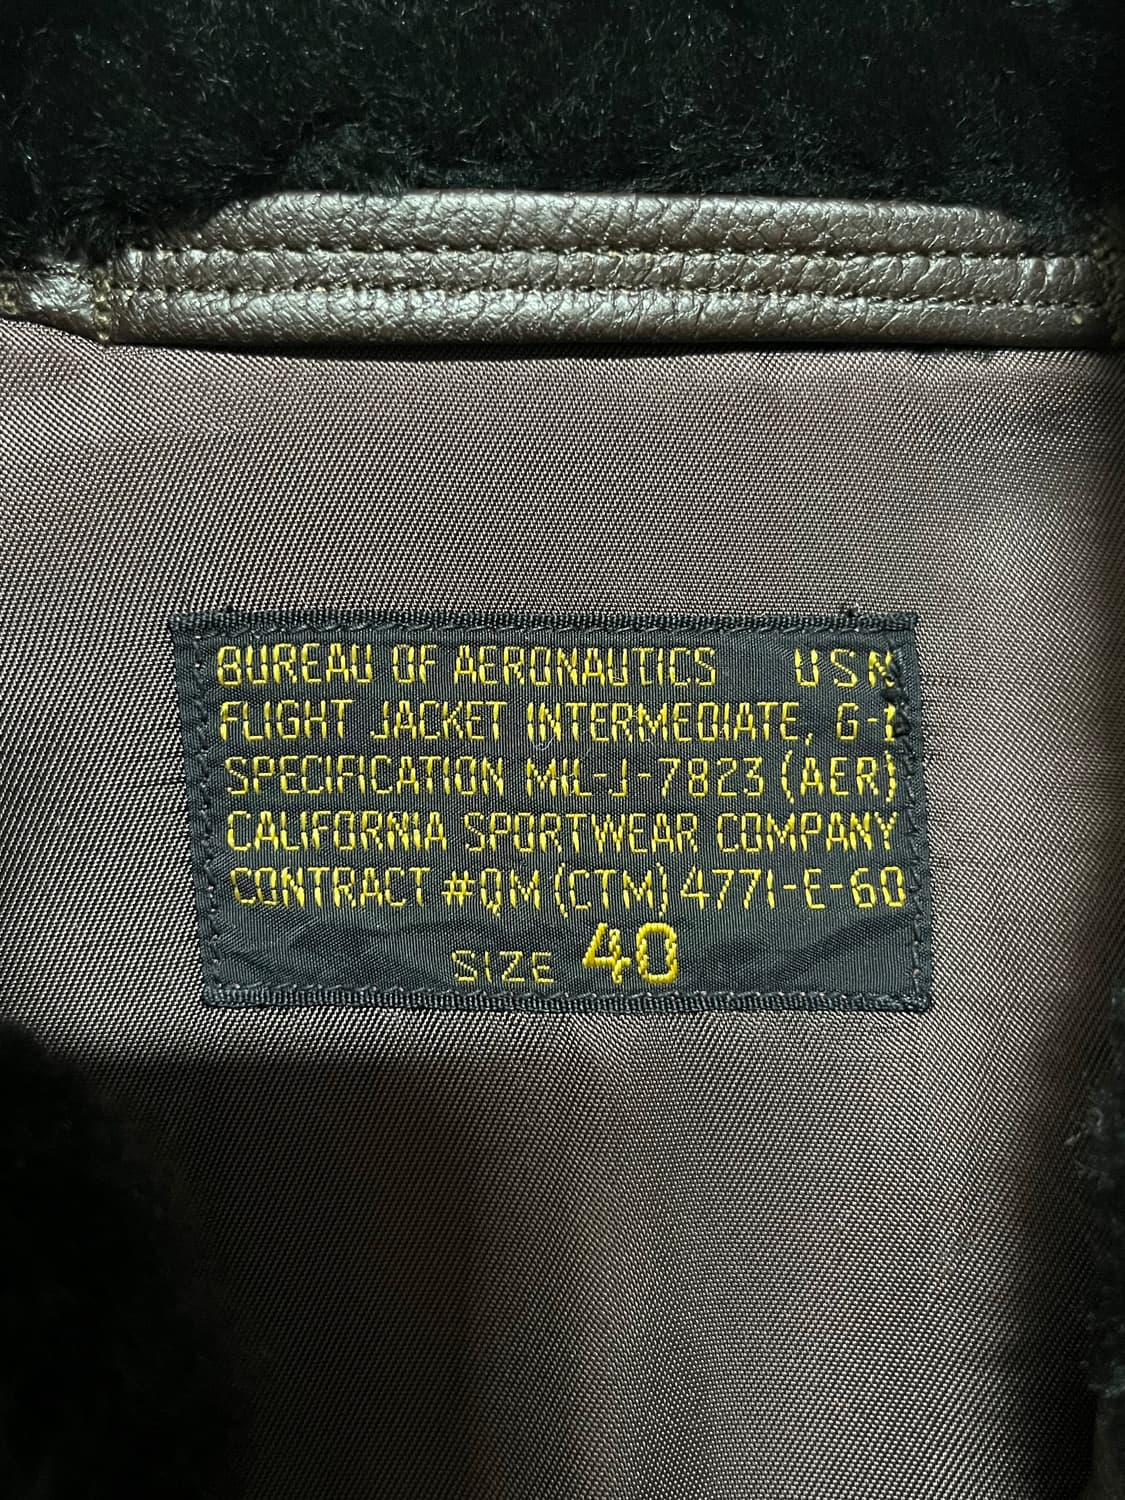 BUREAU OF AERONAUTICS USN
FLIGHT JACKET INTERMEDIATE, G-1
SPECIFICATION MIL-J-7823 (AER)
CALIFORNIA SPORTWEAR COMPANY
CONTRACT #QM (CTM) 4771-E-60
SIZE 40